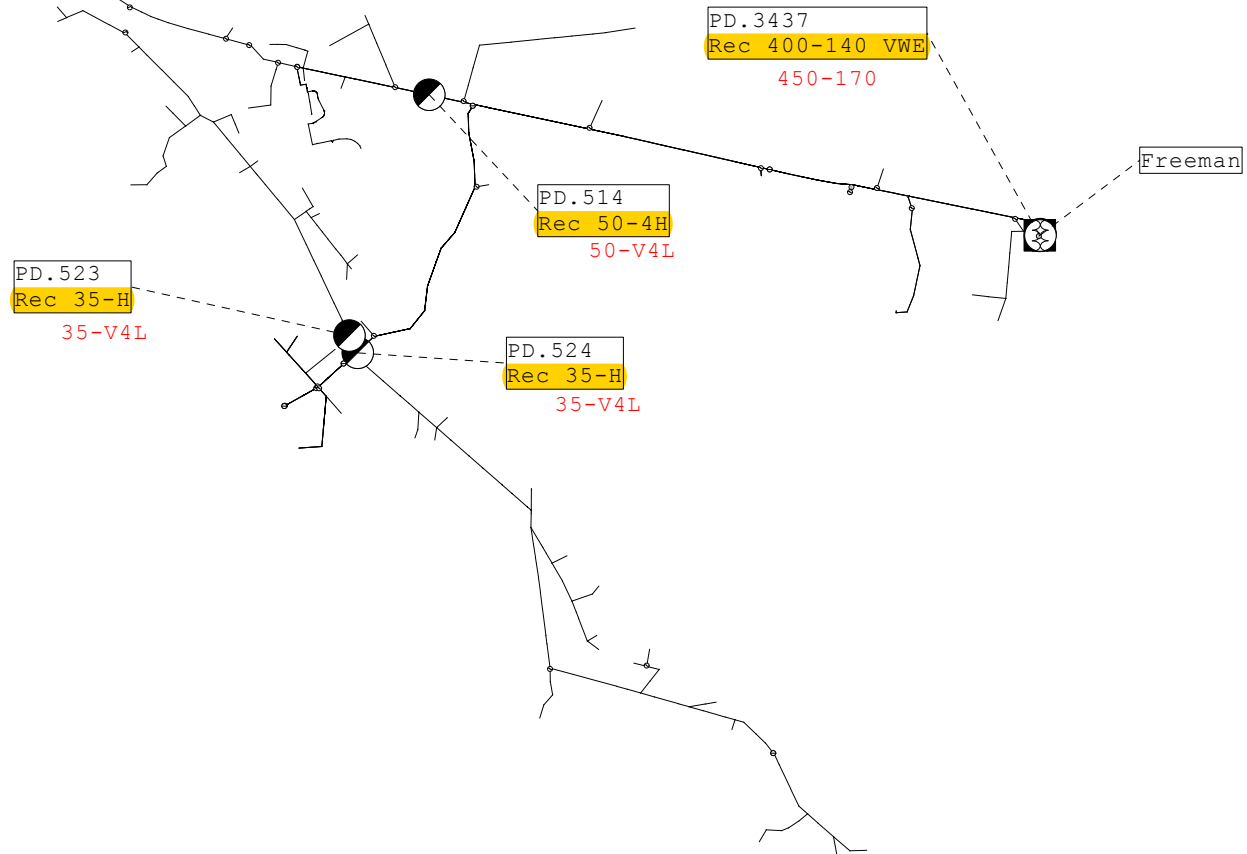 PD.3437
Rec 400-140 VWE
450-170
Freeman
PD.514
Rec 50-4H
50-V4L
PD.523
Rec 35-H
35-V4L
PD.524
Rec 35-H
35-V4L